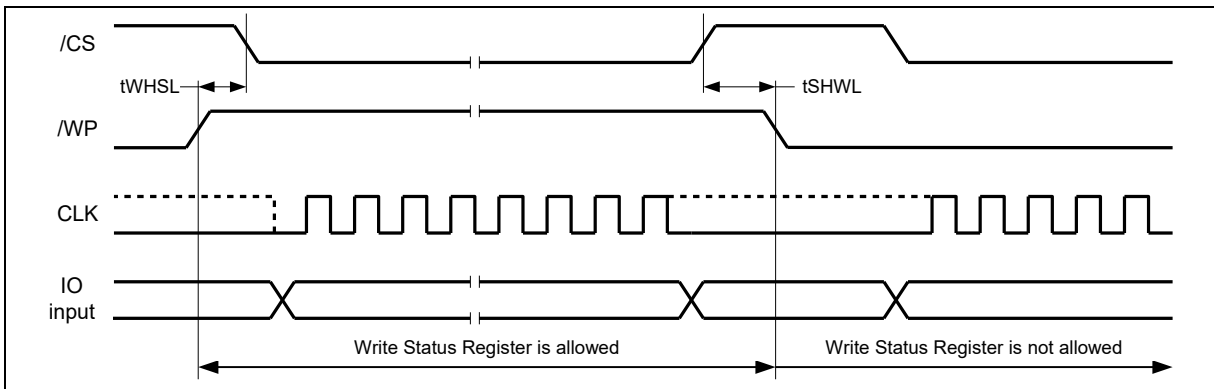 /CS
tWHSL
tSHWL
/WP
CLK
IO
input
Write Status Register is allowed
Write Status Register is not allowed